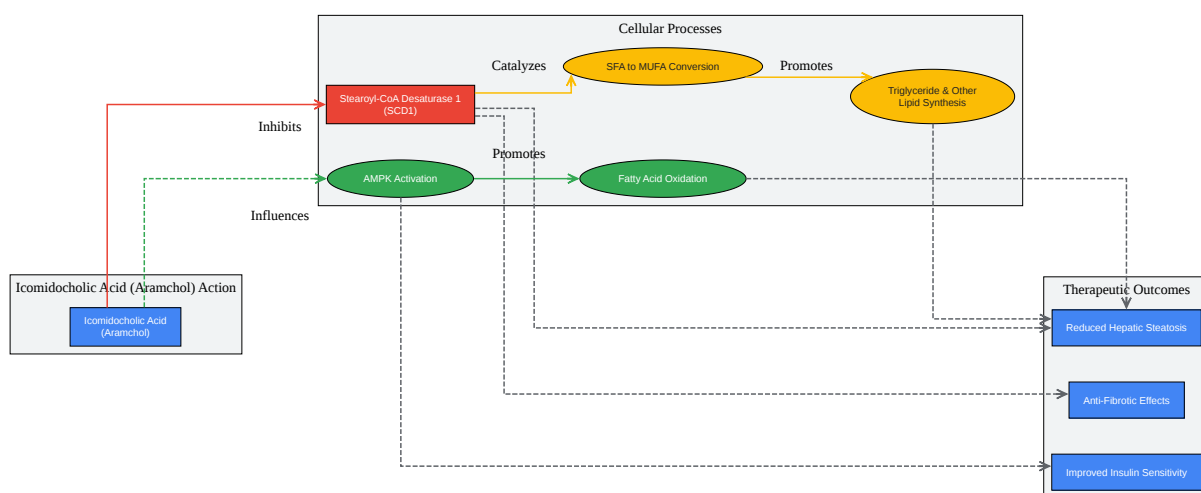 Cellular Processes
Catalyzes
SFA to MUFA Conversion
Promotes
Stearoyl-CoA Desaturase 1
(SCD1)
Triglyceride & Other
Lipid Synthesis
Inhibits
Promotes
AMPK Activation
Fatty Acid Oxidation
Influences
Icomidocholic Acid (Aramchol) Action
Icomidocholic Acid
(Aramchol)
Therapeutic Outcomes
Reduced Hepatic Steatosis
Anti-Fibrotic Effects
Improved Insulin Sensitivity